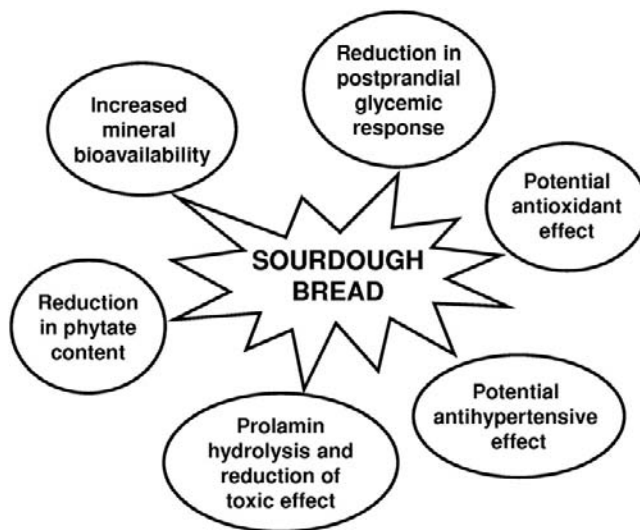 Increased
mineral
bioavailability
Reduction in
postprandial
glycemic
response
Potential
antioxidant
effect
SOURDOUGH
BREAD
Reduction
in phytate
content
Potential
antihypertensive
effect
Prolamin
hydrolysis and
reduction of
toxic effect